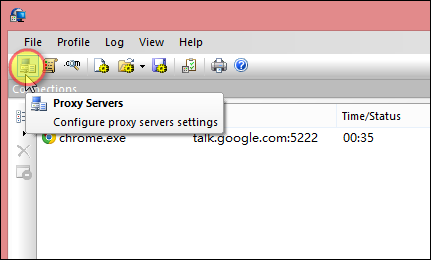 File Profile Log View Help
.com
Connections
Proxy Servers
Configure proxy servers settings
Time/Status
chrome.exe talk.google.com:5222 00:35